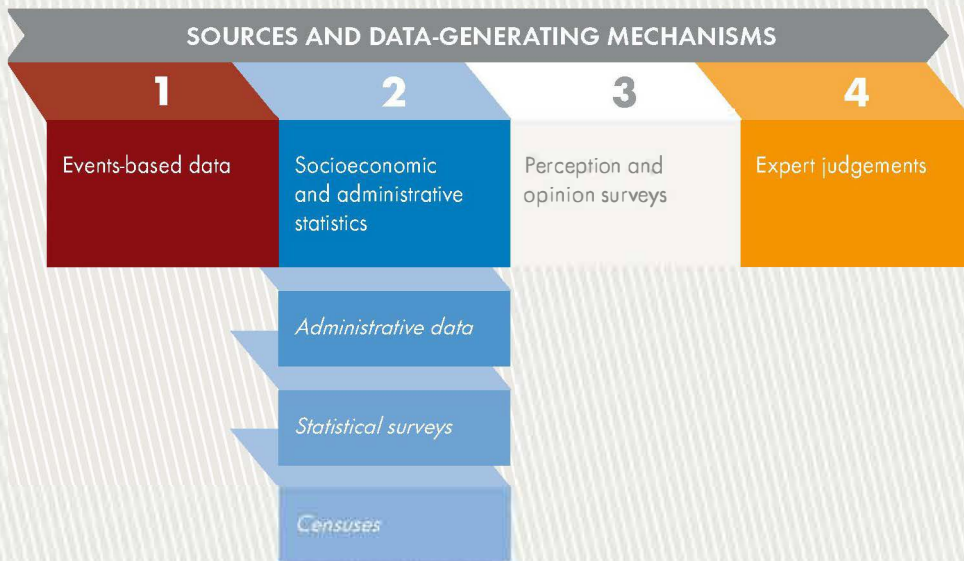 SOURCES AND DATA-GENERATING MECHANISMS
1
2
3
4
Events-based data
Socioeconomic
and administrative
statistics
Perception and
opinion surveys
Expert judgements
Administrative data
Statistical surveys
Censuses